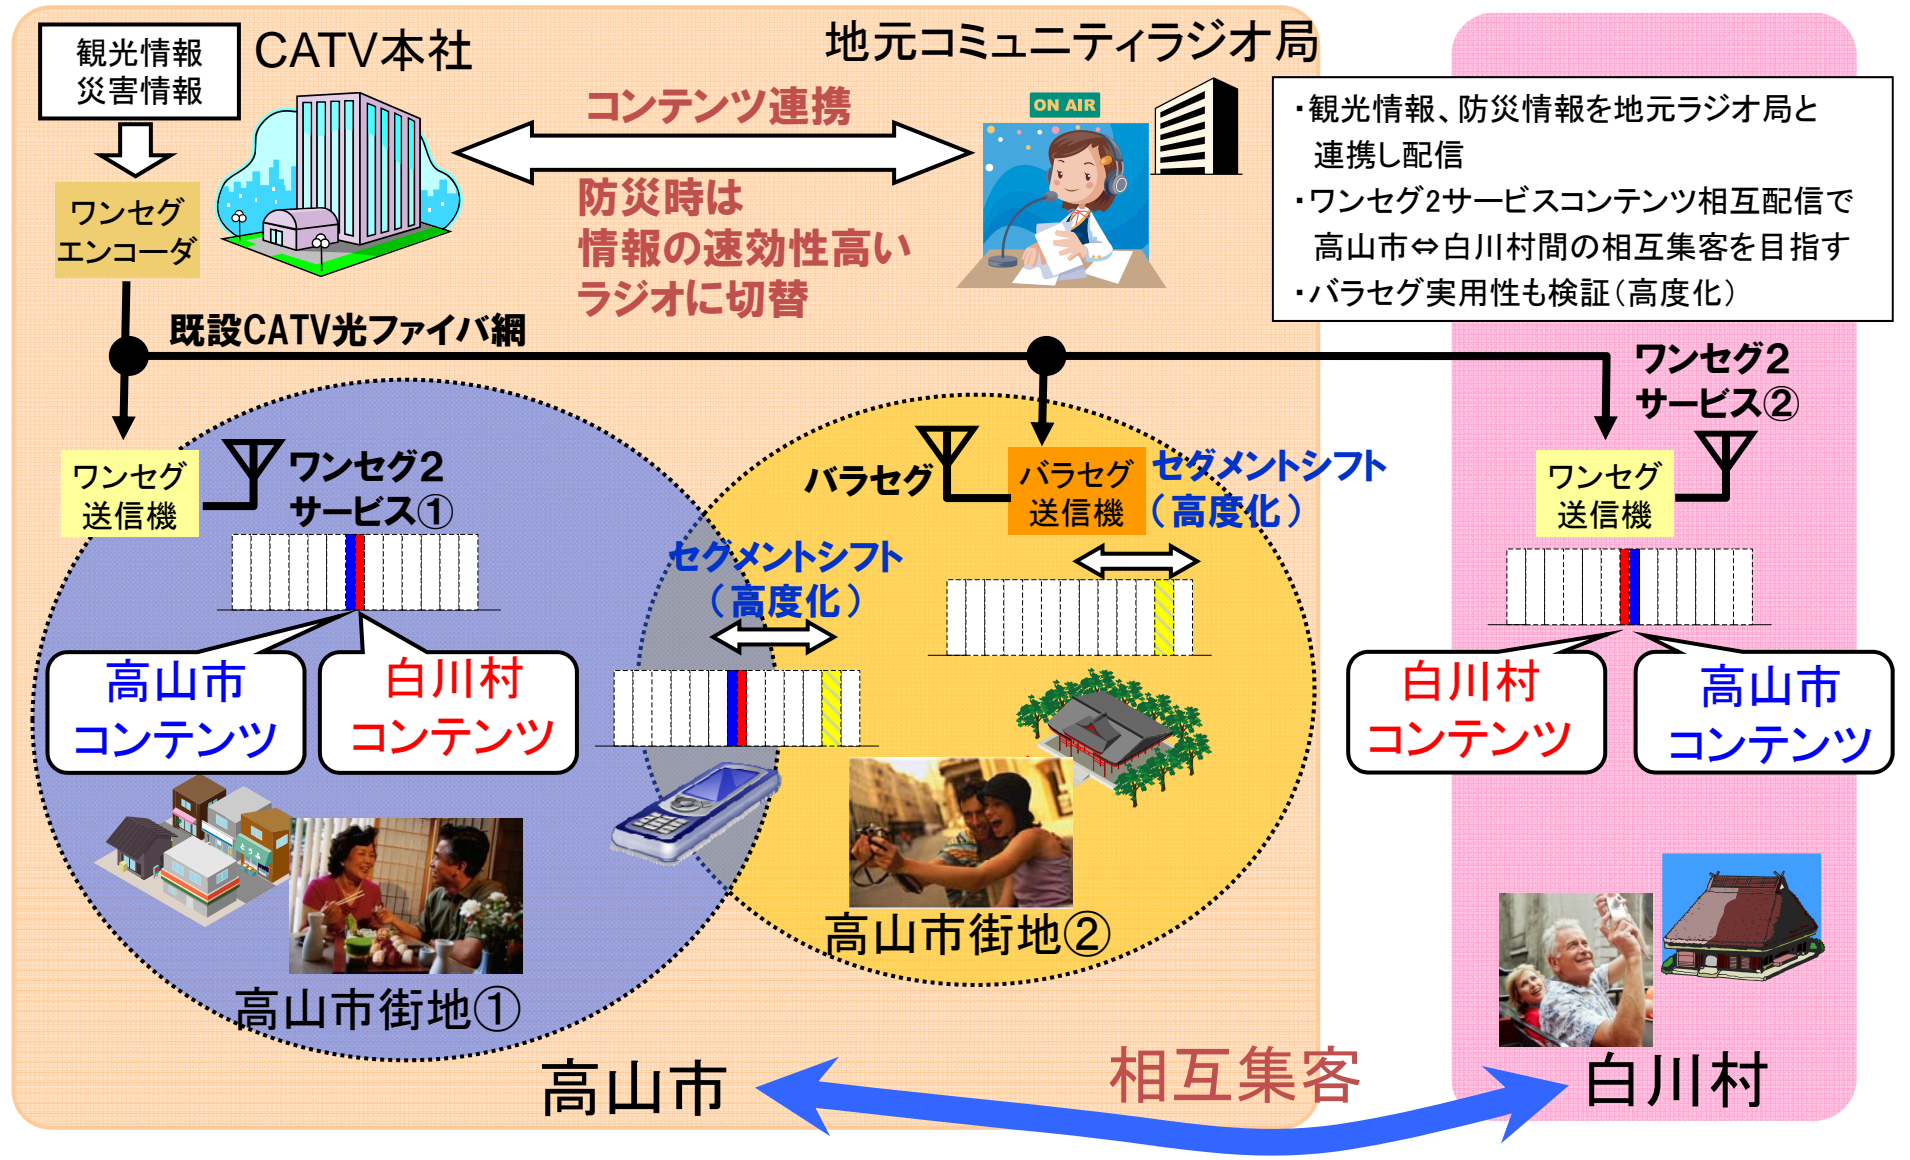 観光情報
災害情報
CATV本社
地元コミュニティラジオ局
コンテンツ連携
ON AIR
防災時は
情報の速効性高い
ラジオに切替
・観光情報、防災情報を地元ラジオ局と
連携し配信
・ワンセグ2サービスコンテンツ相互配信で
高山市⇔白川村間の相互集客を目指す
・バラセグ実用性も検証（高度化）
ワンセグ
エンコーダ
既設CATV光ファイバ網
ワンセグ
送信機
ワンセグ2
サービス①
バラセグ
バラセグ
送信機
セグメントシフト
（高度化）
ワンセグ2
サービス②
ワンセグ
送信機
セグメントシフト
（高度化）
高山市
コンテンツ
白川村
コンテンツ
白川村
コンテンツ
高山市
コンテンツ
とうふ
高山市街地①
高山市街地②
高山市
相互集客
白川村